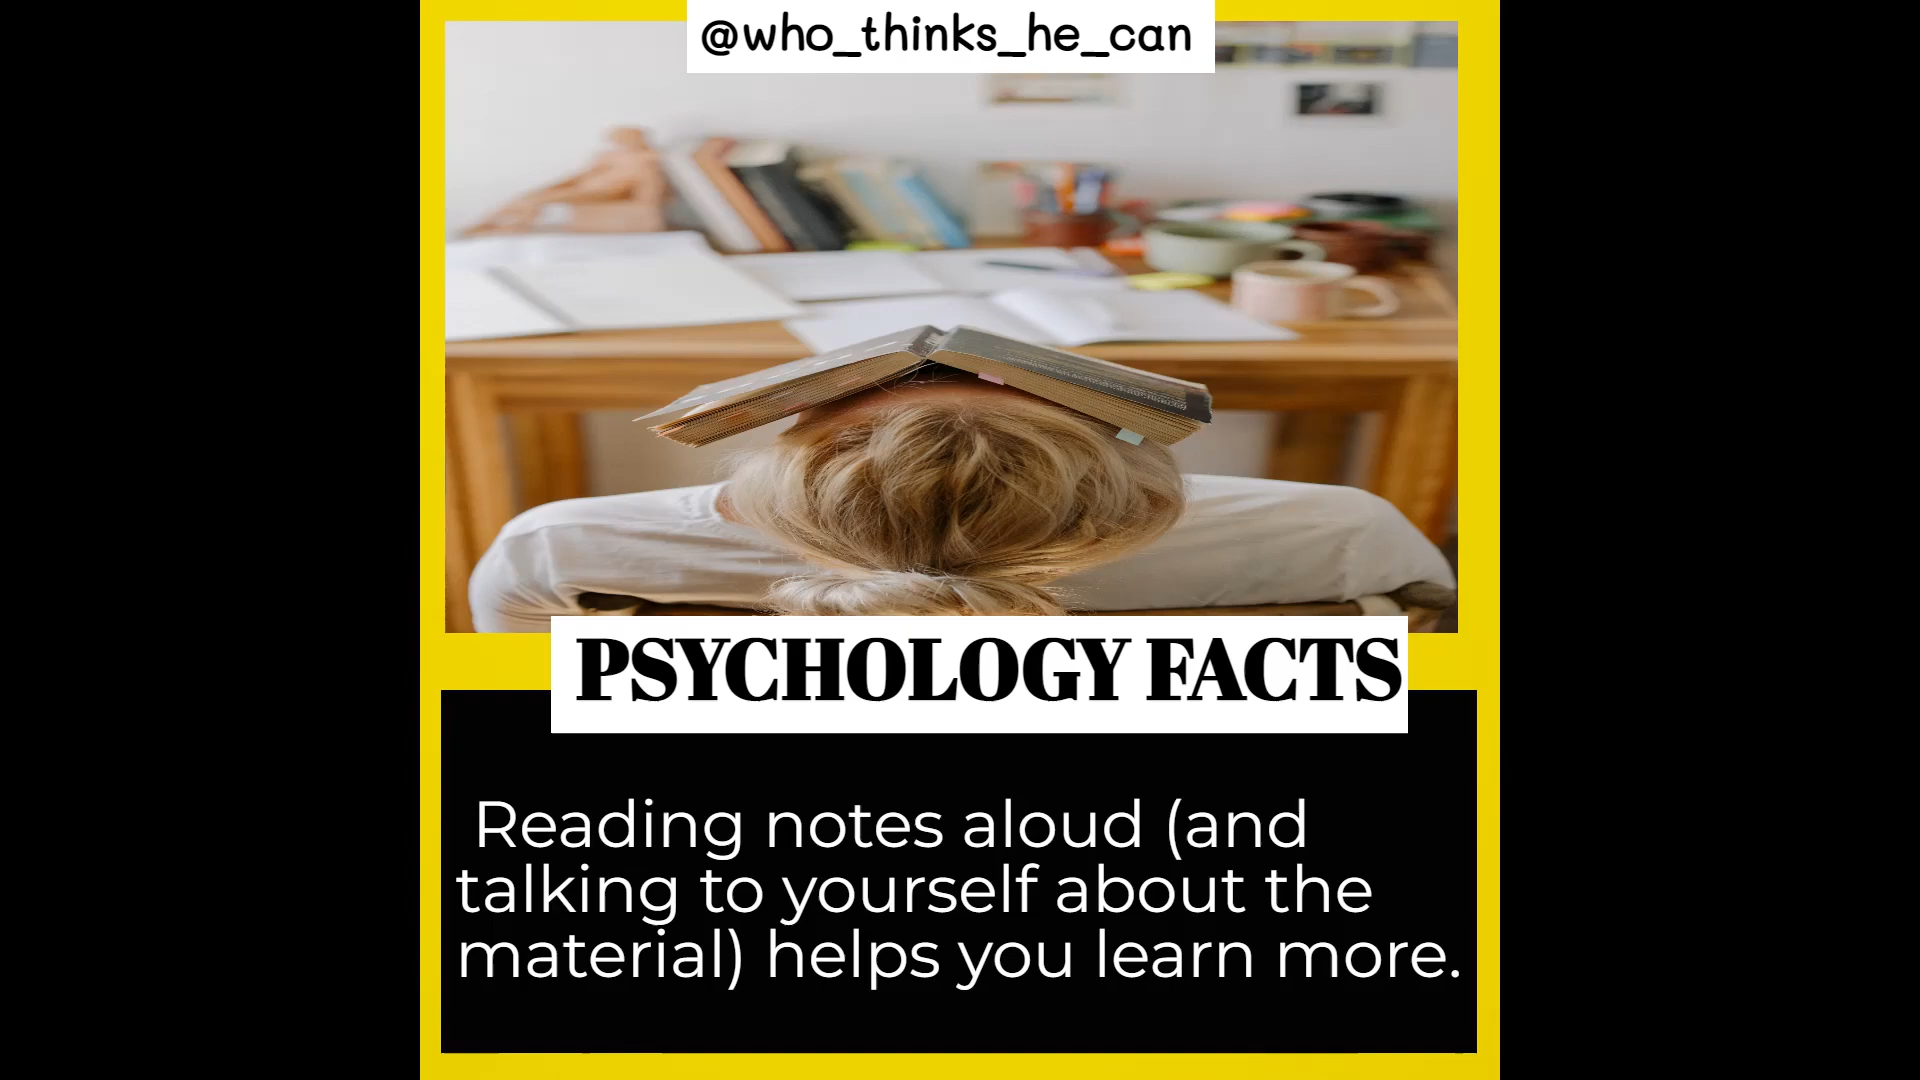 @who_thinks_he_can
PSYCHOLOGY FACTS
Reading notes aloud (and
talking to yourself about the
material) helps you learn more.